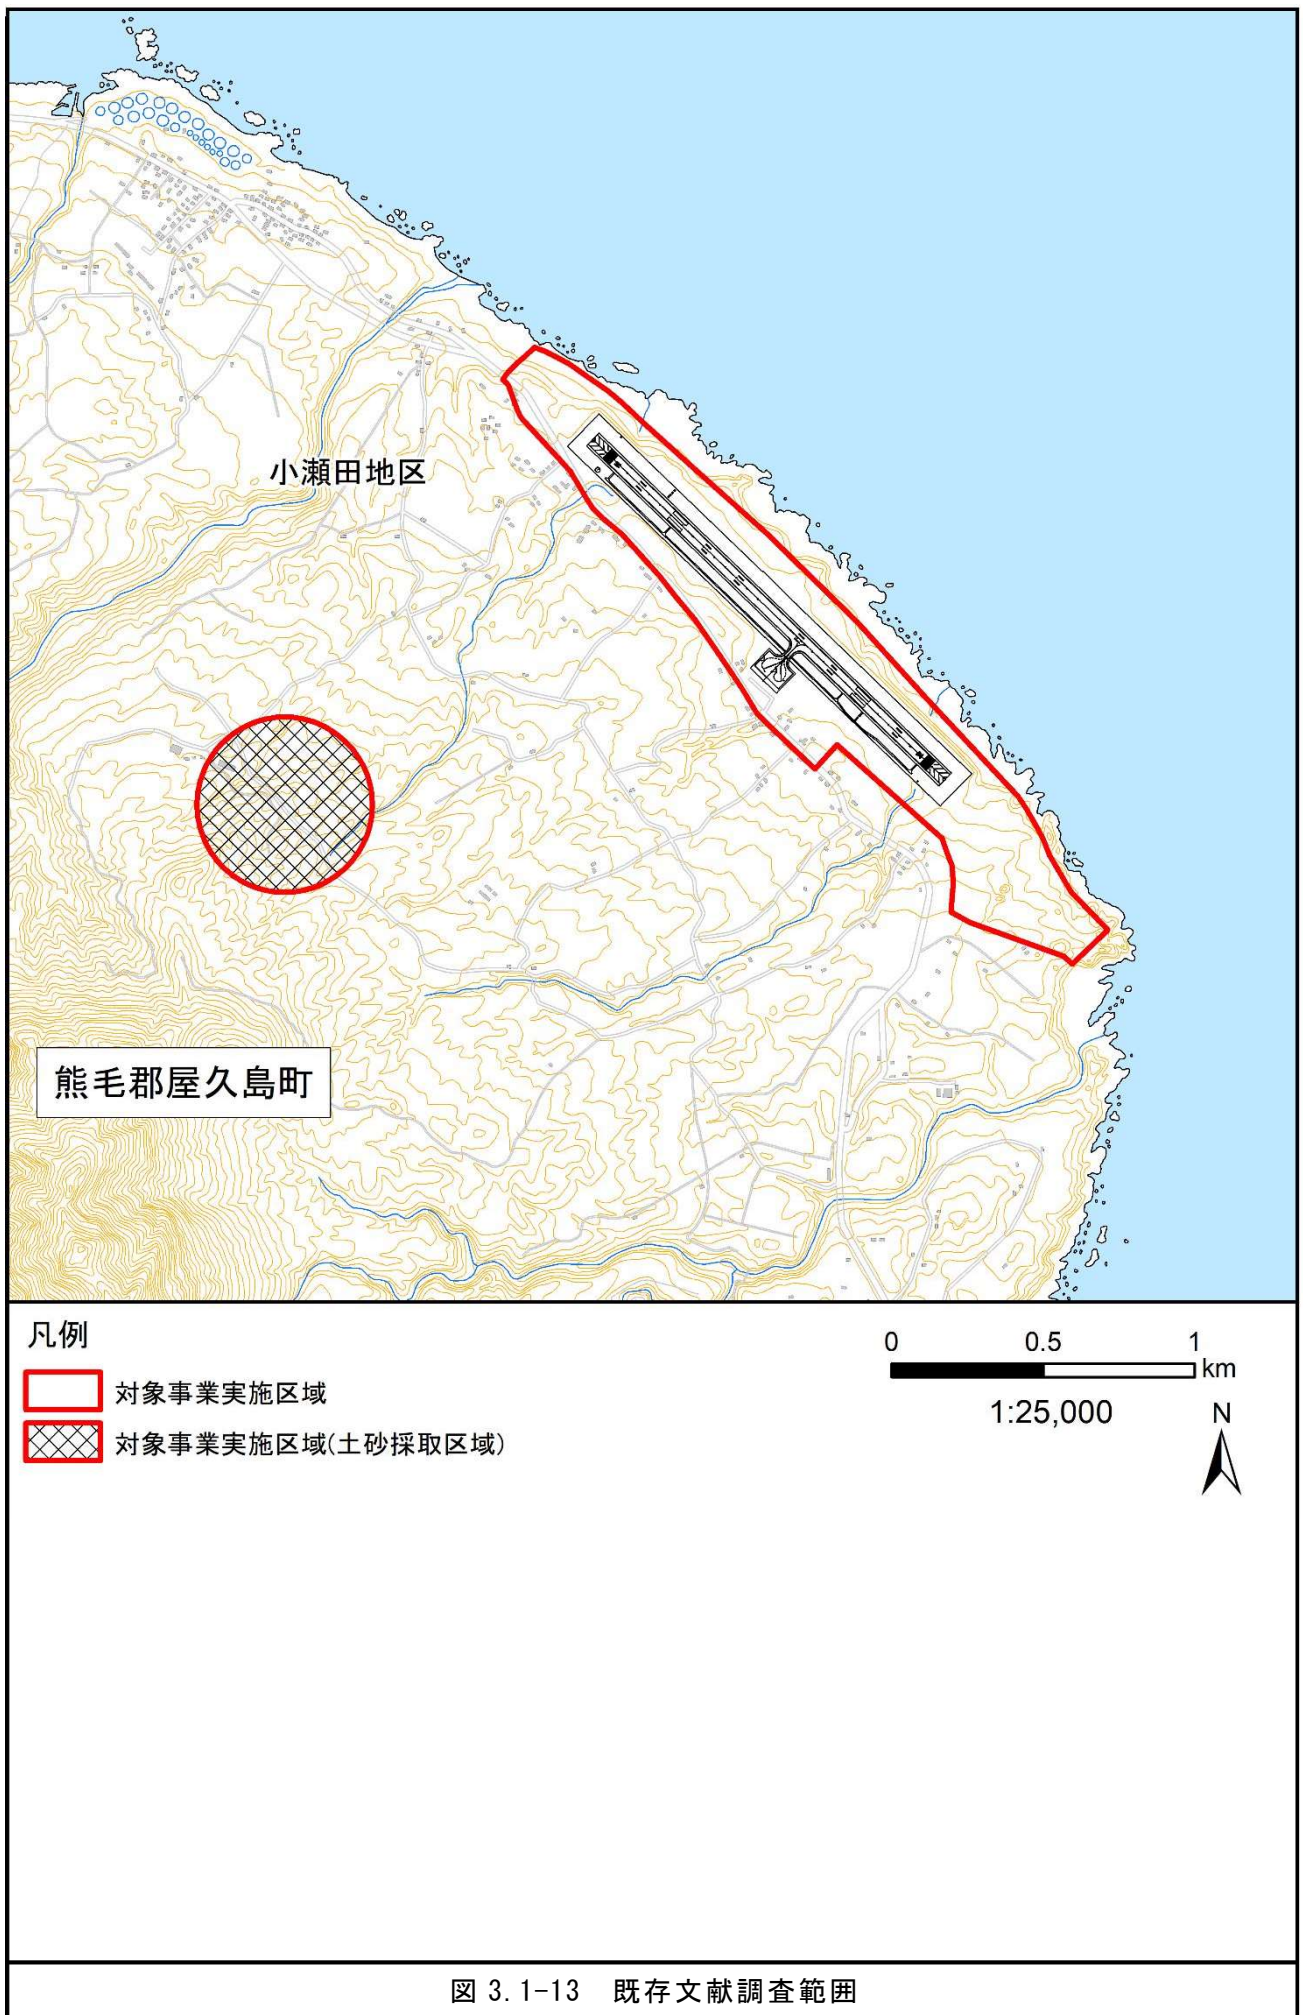 小瀬田地区
熊毛郡屋久島町
凡例
対象事業実施区域
対象事業実施区域(土砂採取区域)
0 0.5 1
km
1:25,000
N
図 3.1-13 既存文献調査範囲